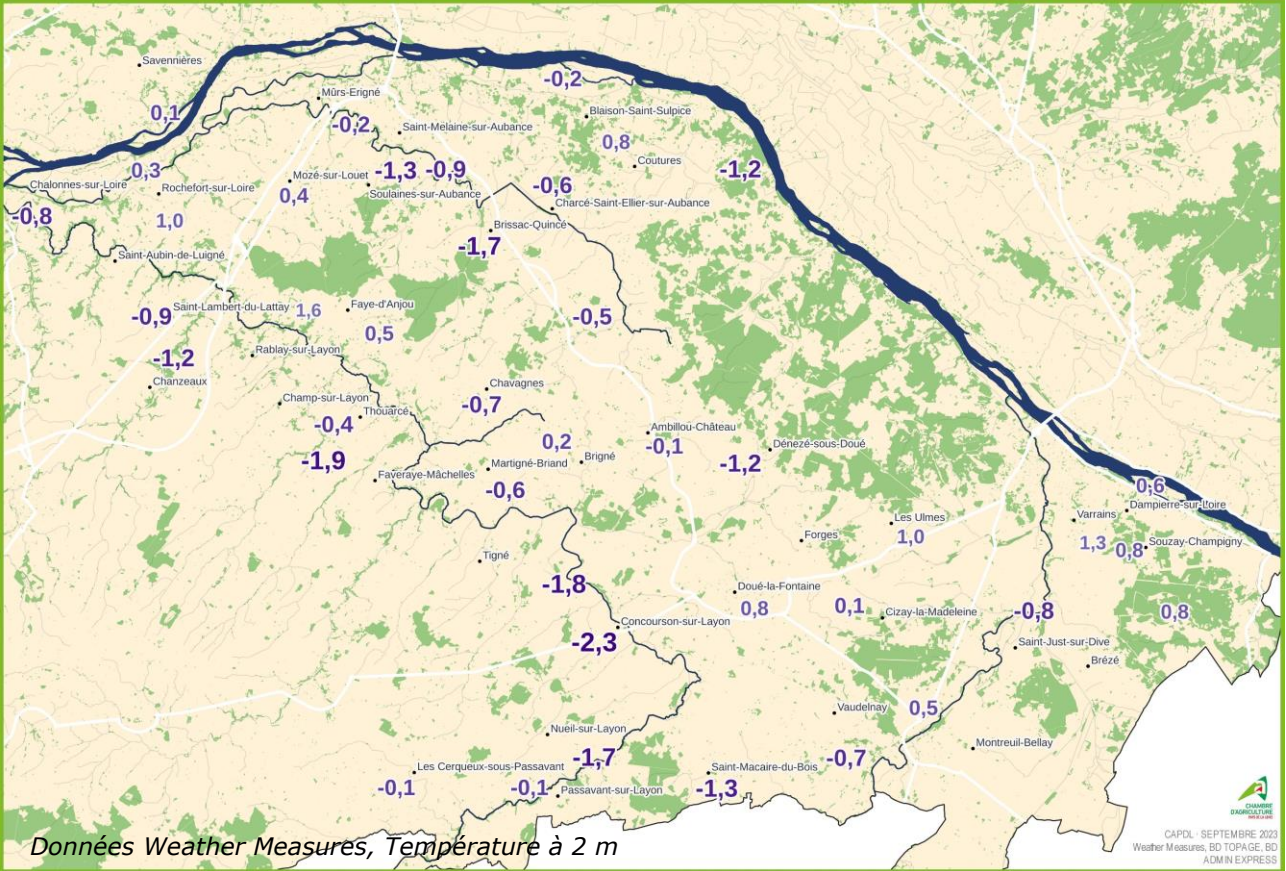 Savennières
-0,2
Mûrs-Erigné
0,1
Blaison-Saint-Sulpice
-0,2
Saint-Melaine-sur-Aubance
0,8
Coutures
0,3
-1,3
-0,9
-1,2
Mozé-sur-Louet
Chalonnes-sur-Loire
Rochefort-sur-Loire
-0,6
0,4
Soulaines-sur-Aubance
Charcé-Saint-Ellier-sur-Aubance
-0,8
1,0
Brissac-Quincé
-1,7
Saint-Aubin-de-Luigné
Faye-d'Anjou
Saint-Lambert-du-Lattay
1,6
-0,9
-0,5
0,5
Rablay-sur-Layon
-1,2
Chanzeaux
Chavagnes
Champ-sur-Layon
-0,7
Thouarcé
-0,4
Ambillou-Château
0,2
-0,1
Dénezé-sous-Doué
Brigné
-1,9
Martigné-Briand
-1,2
Faveraye-Mâchelles
-0,6
0,6
Dampierre-sur-Loire
Varrains
Les Ulmes
Forges
1,0
1,3
0,8
Souzay-Champigny
Tigné
-1,8
Doué-la-Fontaine
0,8
0,1
Cizay-la-Madeleine
-0,8
0,8
Concourson-sur-Layon
-2,3
Saint-Just-sur-Dive
Brézé
Vaudelnay
0,5
Nueil-sur-Layon
Montreuil-Bellay
-1,7
-0,7
Les Cerqueux-sous-Passavant
Saint-Macaire-du-Bois
-0,1
-0,1
Passavant-sur-Layon
-1,3
CHAMBRE
D'AGRICULTURE
PAYS DE LA LOIRE
Données Weather Measures, Température à 2 m
CAPDL - SEPTEMBRE 2023
Weather Measures, BD TOPAGE, BD
ADMIN EXPRESS